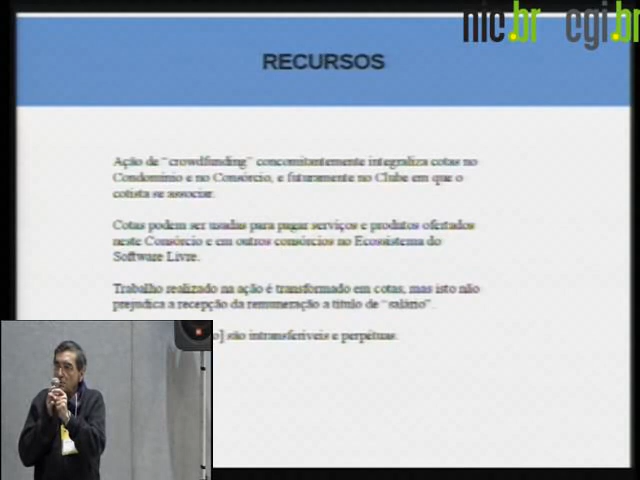 nic.br cgi.br
RECURSOS
Ação de "crowdfunding" concomitantemente integraliza cotas no
Condomínio e no Consórcio, e futuramente no Clube em que o
cotista se associar.
Cotas podem ser usadas para pagar serviços e produtos ofertados
neste Consórcio e em outros consórcios no Ecossistema do
Software Livre.
Trabalho realizado na ação é transformado em cotas, mas isto não
prejudica a recepção da remuneração a título de "salário".
o] são intransferíveis e perpétuas.